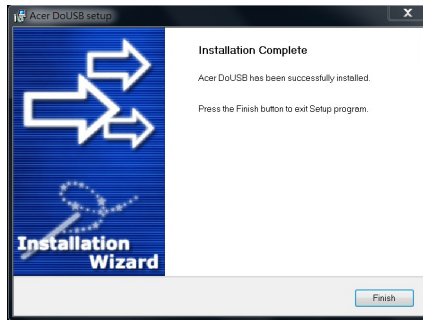 Acer DoUSB setup
X
Installation Complete
Acer DoUSB has been successfully installed.
Press the Finish button to exit Setup program.
Installation
Wizard
Finish